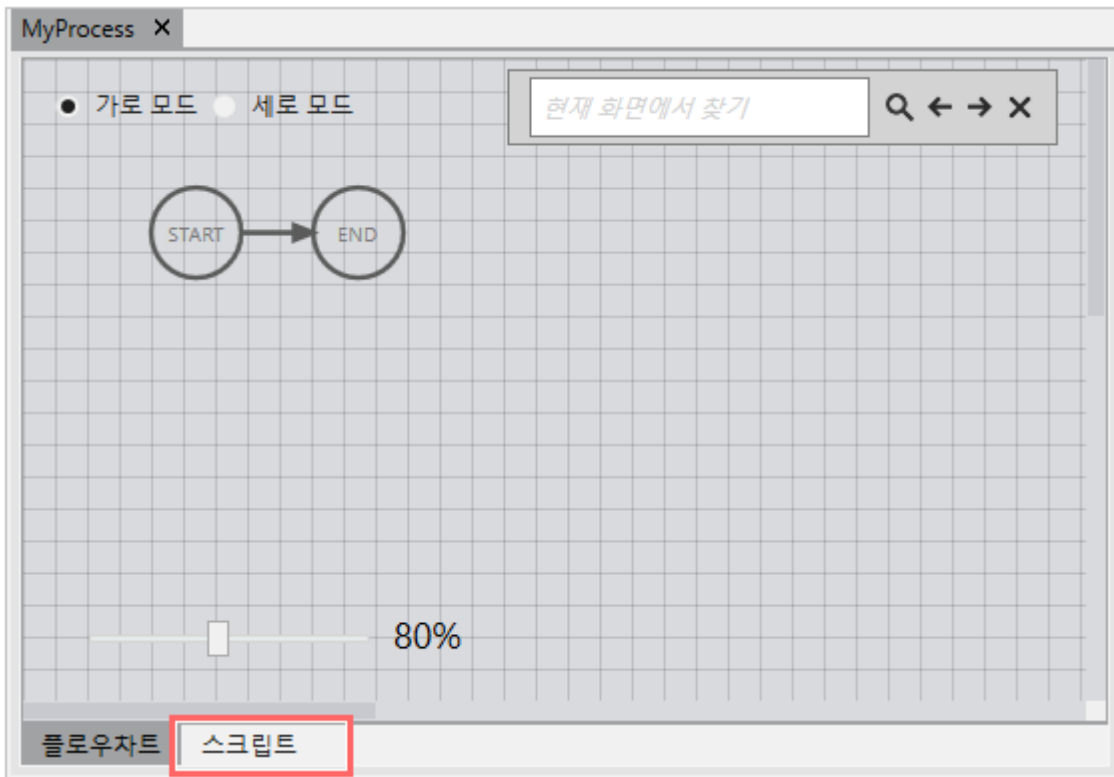 MyProcess
가로 모드 세로 모드
현재 화면에서 찾기
START END
80%
플로우차트 스크립트